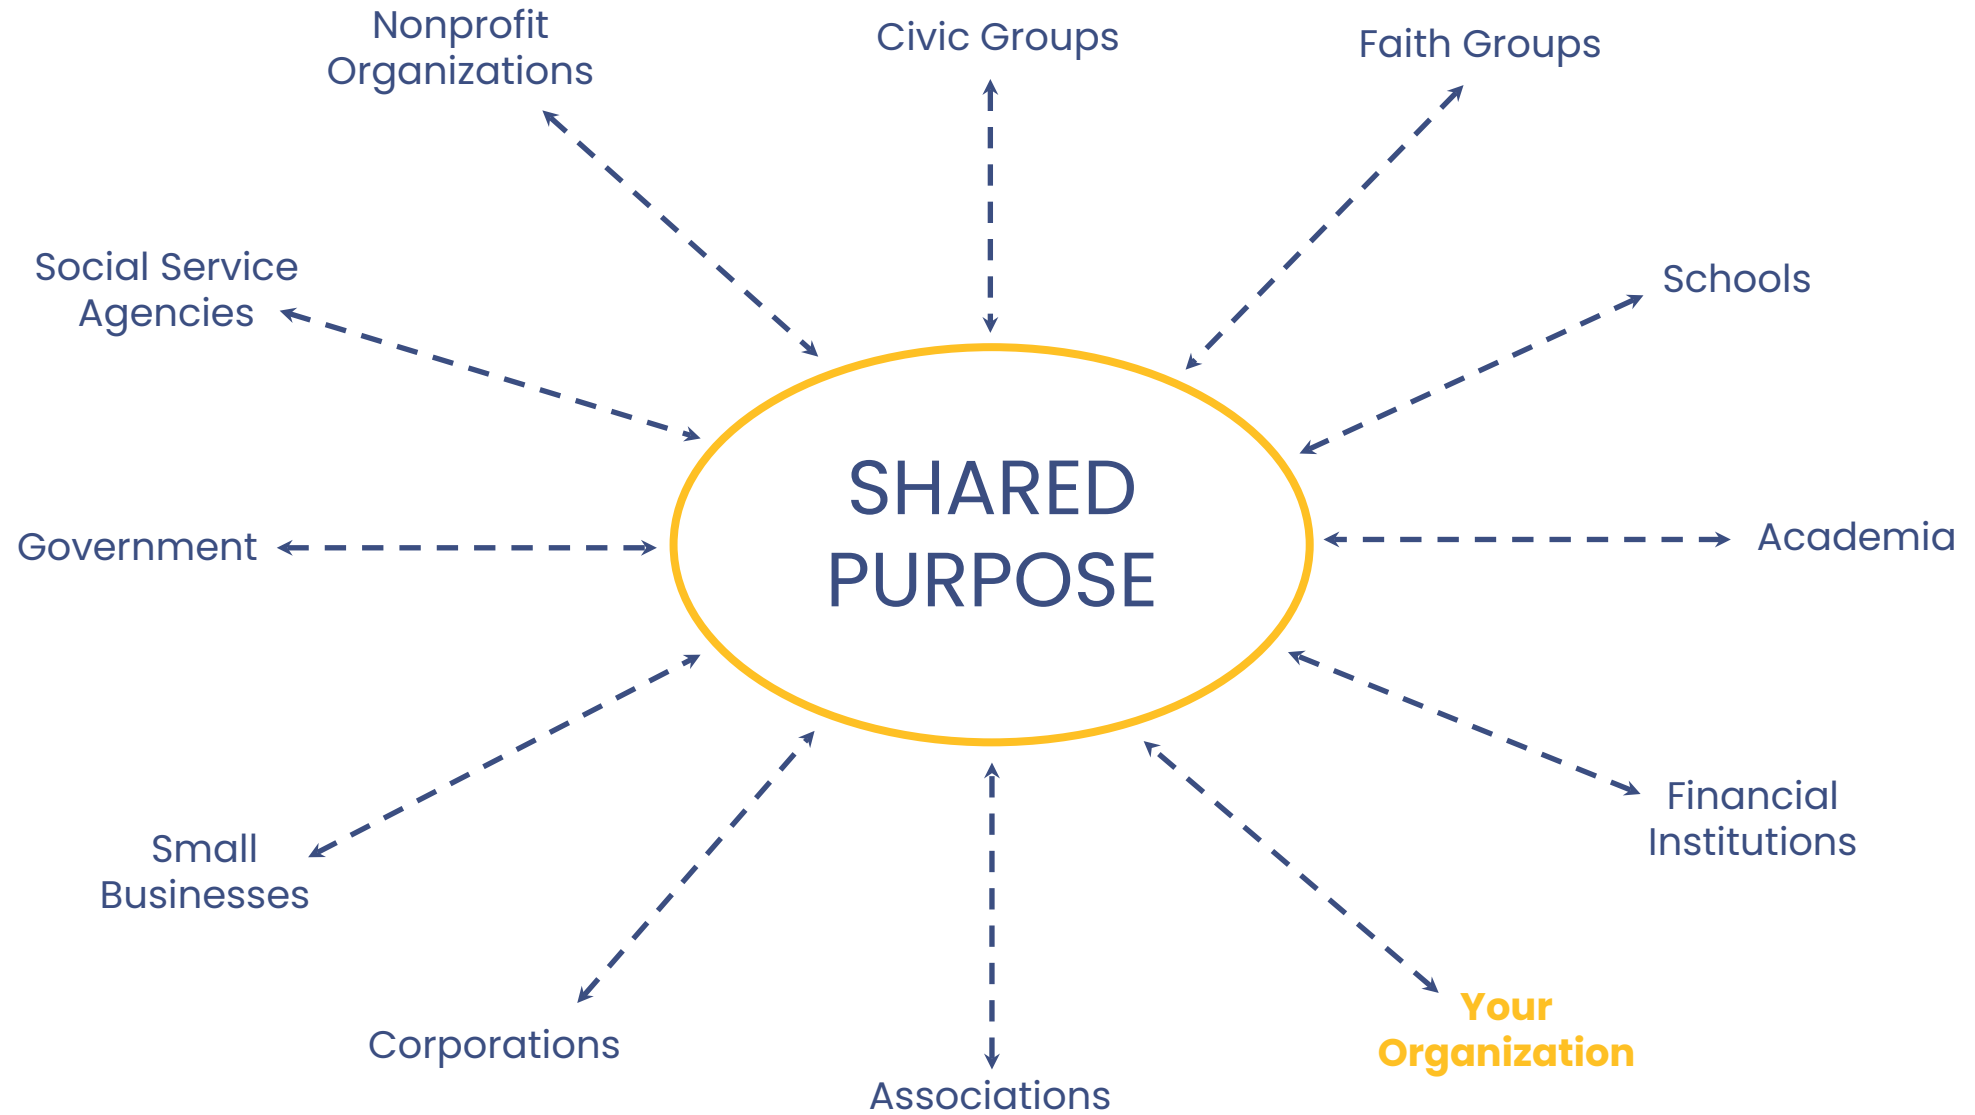 Nonprofit
Organizations
Civic Groups
Faith Groups
Social Service
Agencies
Schools
SHARED
PURPOSE
Government
Academia
Small
Businesses
Financial
Institutions
Corporations
Associations
Your
Organization